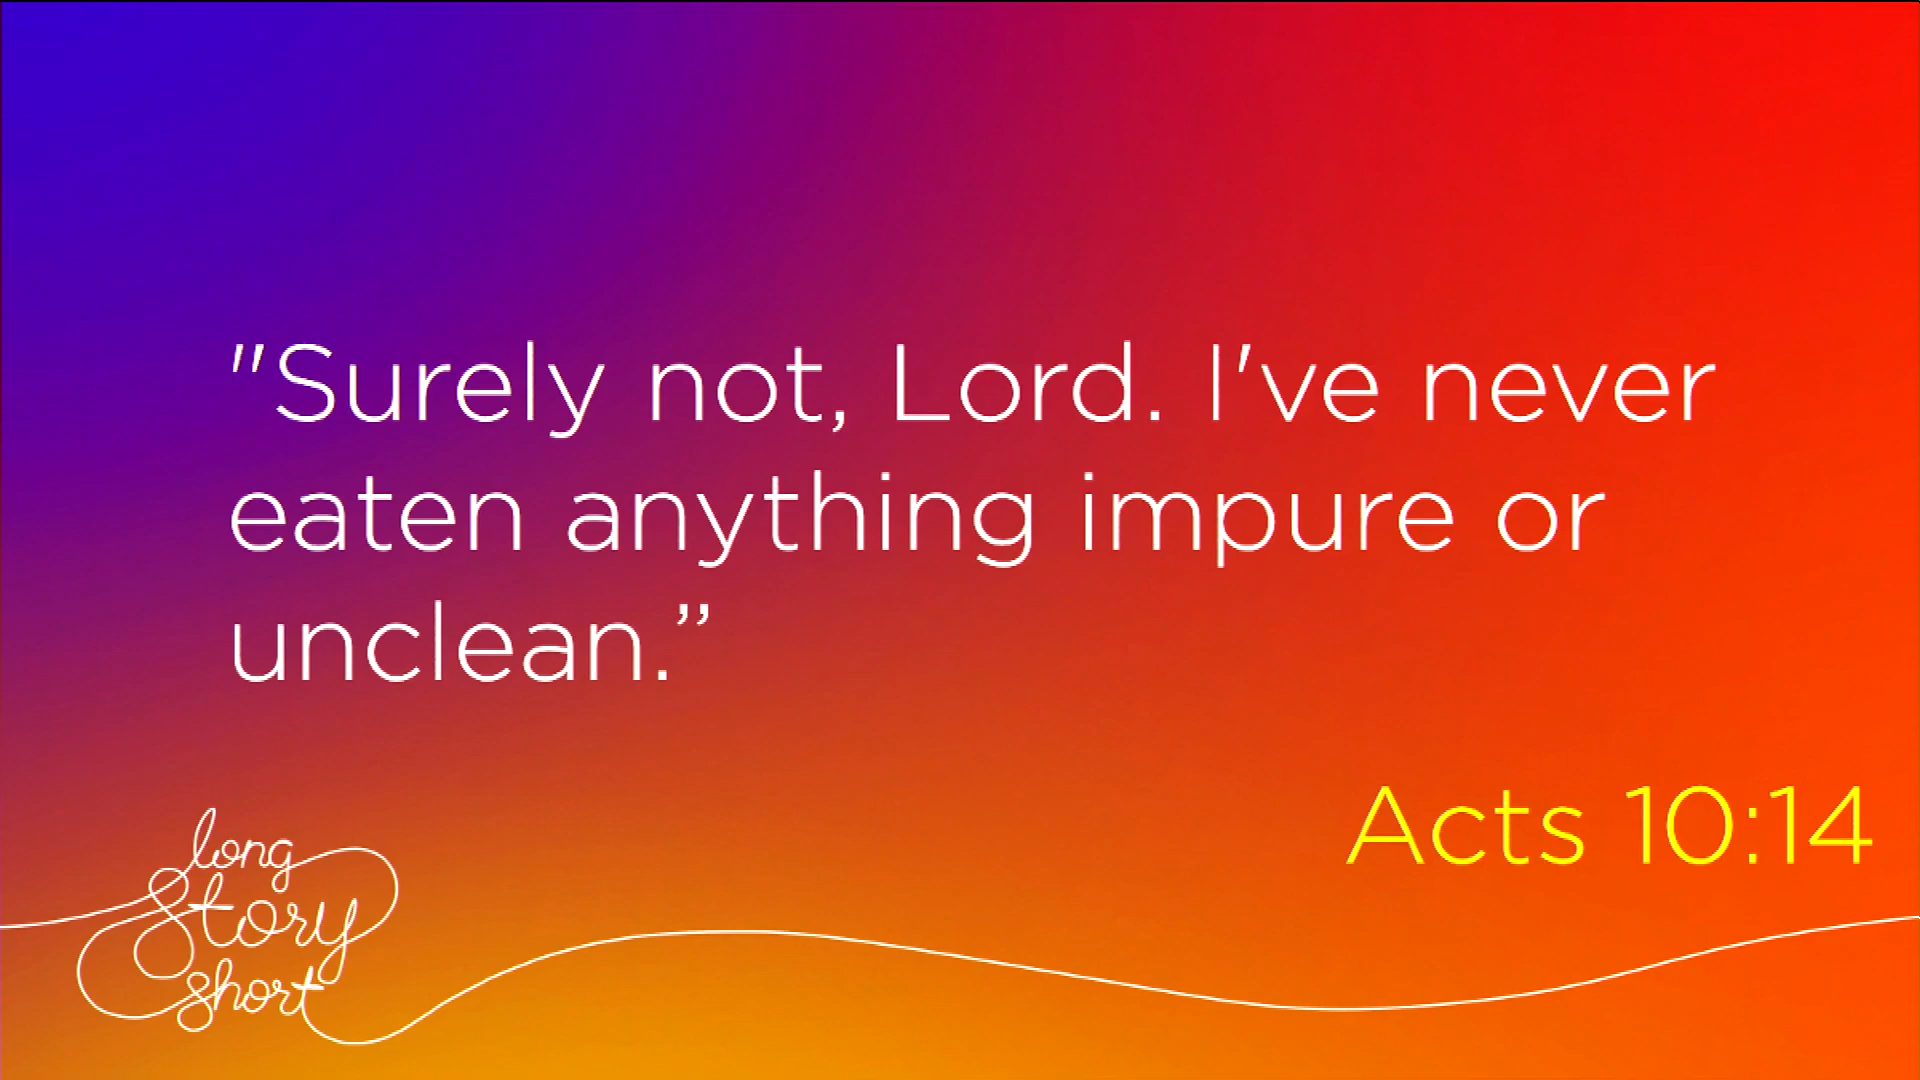 "Surely not, Lord. I've never
eaten anything impure or
unclean.”
Acts 10:14
long
story
short